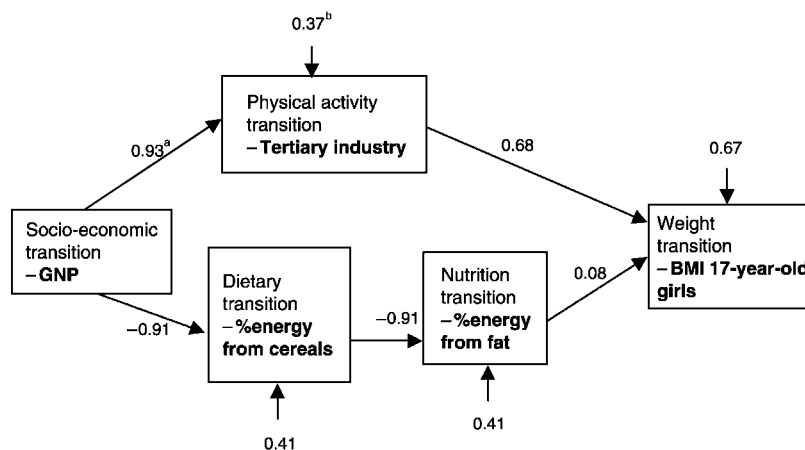 0.37b
Physical activity
transition
–Tertiary industry
0.93a
0.68
0.67
Socio-economic
transition
–GNP
Weight
transition
–BMI 17-year-old
girls
Dietary
transition
–%energy
from cereals
Nutrition
transition
–%energy
from fat
0.08
–0.91
–0.91
0.41
0.41